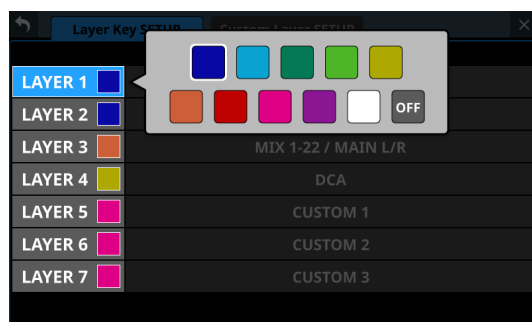 Layer Key SETUP
Custom Layer SETUP
LAYER 1
OFF
LAYER 2
LAYER 3
MIX 1-22 / MAIN L/R
LAYER 4
DCA
LAYER 5
CUSTOM 1
LAYER 6
CUSTOM 2
LAYER 7
CUSTOM 3